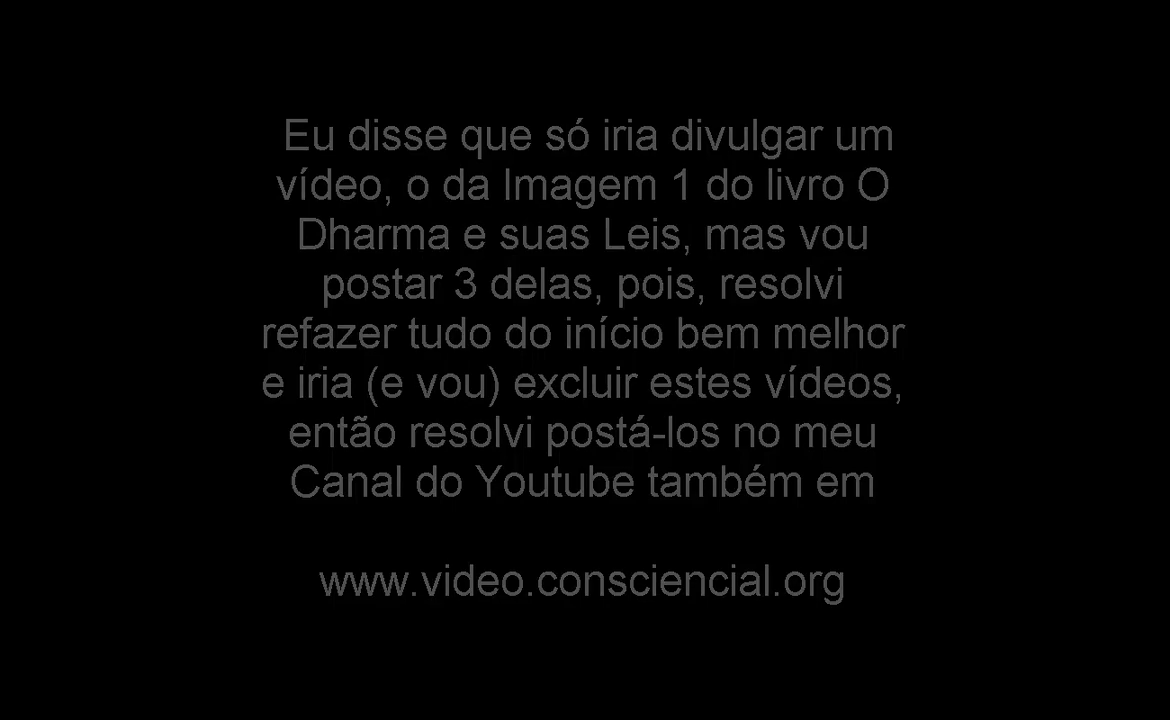 Eu disse que só iria divulgar um
vídeo, o da Imagem 1 do livro O
Dharma e suas Leis, mas vou
postar 3 delas, pois, resolvi
refazer tudo do início bem melhor
e iria (e vou) excluir estes vídeos,
então resolvi postá-los no meu
Canal do Youtube também em
www.video.consciencial.org